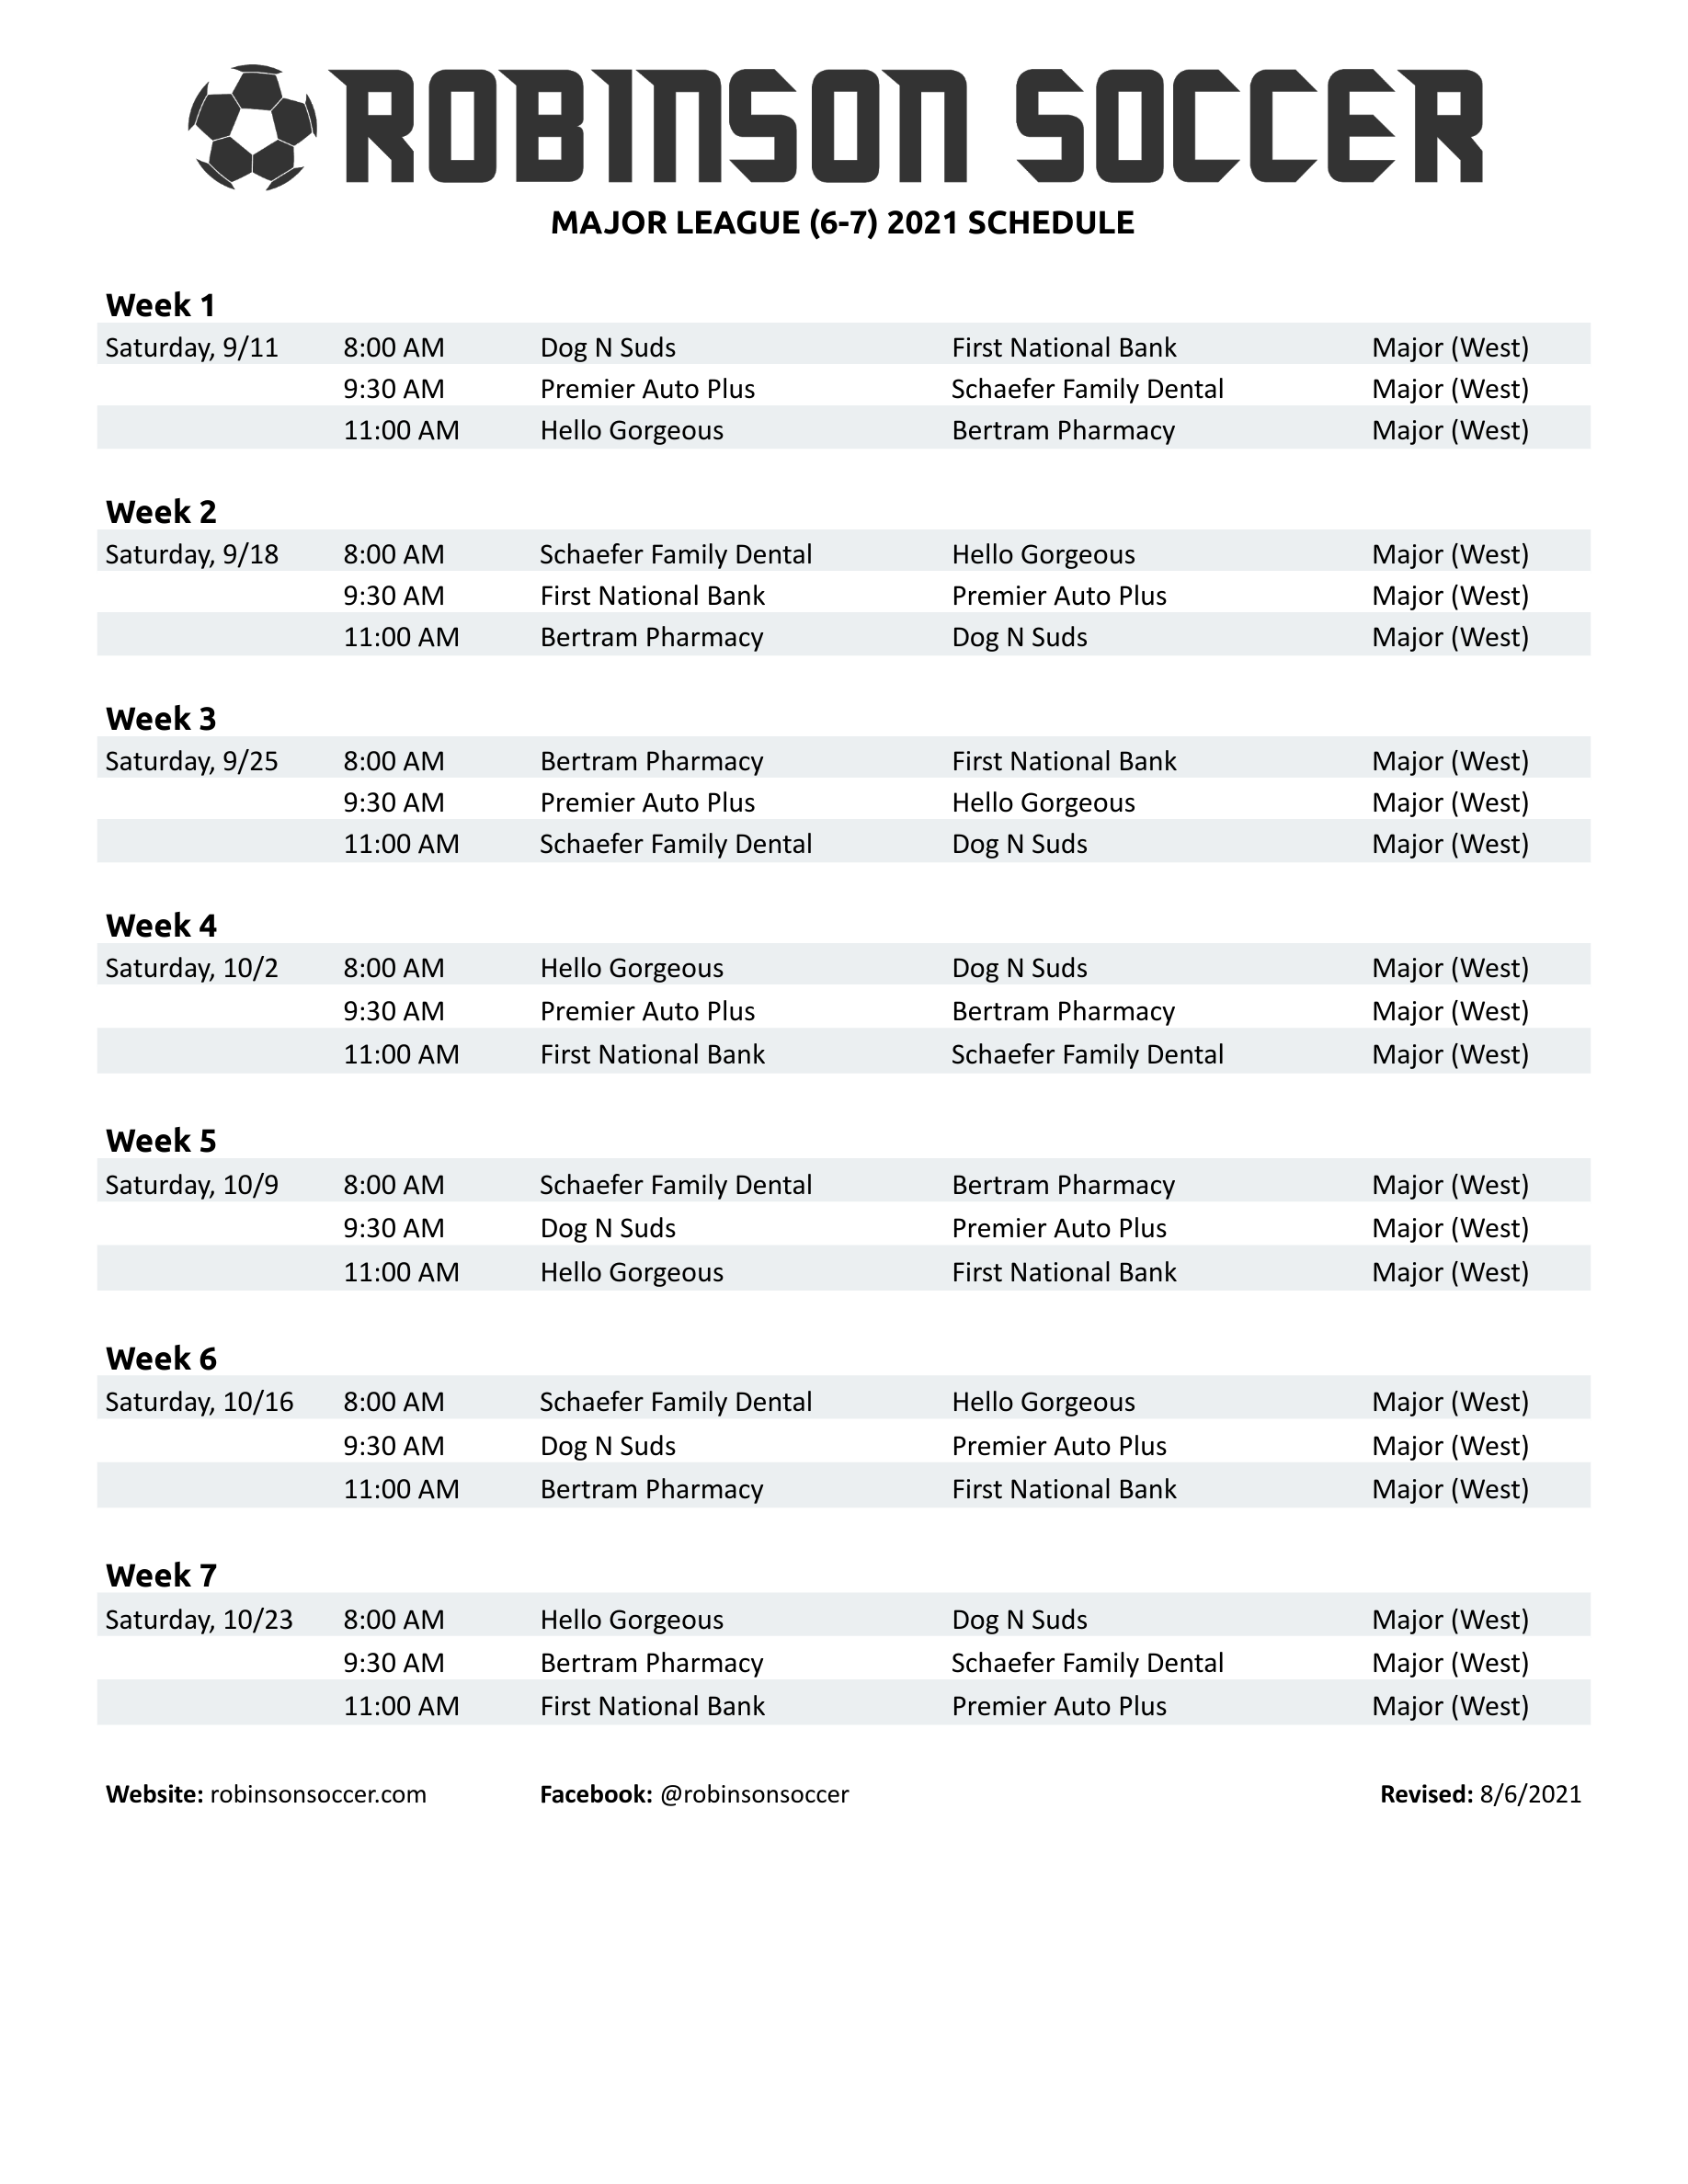 ROBINSON SOCCER
MAJOR LEAGUE (6-7) 2021 SCHEDULE
Week 1
Saturday, 9/11 8:00 AM Dog N Suds First National Bank Major (West)
9:30 AM Premier Auto Plus Schaefer Family Dental Major (West)
11:00 AM Hello Gorgeous Bertram Pharmacy Major (West)
Week 2
Saturday, 9/18 8:00 AM Schaefer Family Dental Hello Gorgeous Major (West)
9:30 AM First National Bank Premier Auto Plus Major (West)
11:00 AM Bertram Pharmacy Dog N Suds Major (West)
Week 3
Saturday, 9/25 8:00 AM Bertram Pharmacy First National Bank Major (West)
9:30 AM Premier Auto Plus Hello Gorgeous Major (West)
11:00 AM Schaefer Family Dental Dog N Suds Major (West)
Week 4
Saturday, 10/2 8:00 AM Hello Gorgeous Dog N Suds Major (West)
9:30 AM Premier Auto Plus Bertram Pharmacy Major (West)
11:00 AM First National Bank Schaefer Family Dental Major (West)
Week 5
Saturday, 10/9 8:00 AM Schaefer Family Dental Bertram Pharmacy Major (West)
9:30 AM Dog N Suds Premier Auto Plus Major (West)
11:00 AM Hello Gorgeous First National Bank Major (West)
Week 6
Saturday, 10/16 8:00 AM Schaefer Family Dental Hello Gorgeous Major (West)
9:30 AM Dog N Suds Premier Auto Plus Major (West)
11:00 AM Bertram Pharmacy First National Bank Major (West)
Week 7
Saturday, 10/23 8:00 AM Hello Gorgeous Dog N Suds Major (West)
9:30 AM Bertram Pharmacy Schaefer Family Dental Major (West)
11:00 AM First National Bank Premier Auto Plus Major (West)
Website: robinsonsoccer.com Facebook: @robinsonsoccer Revised: 8/6/2021